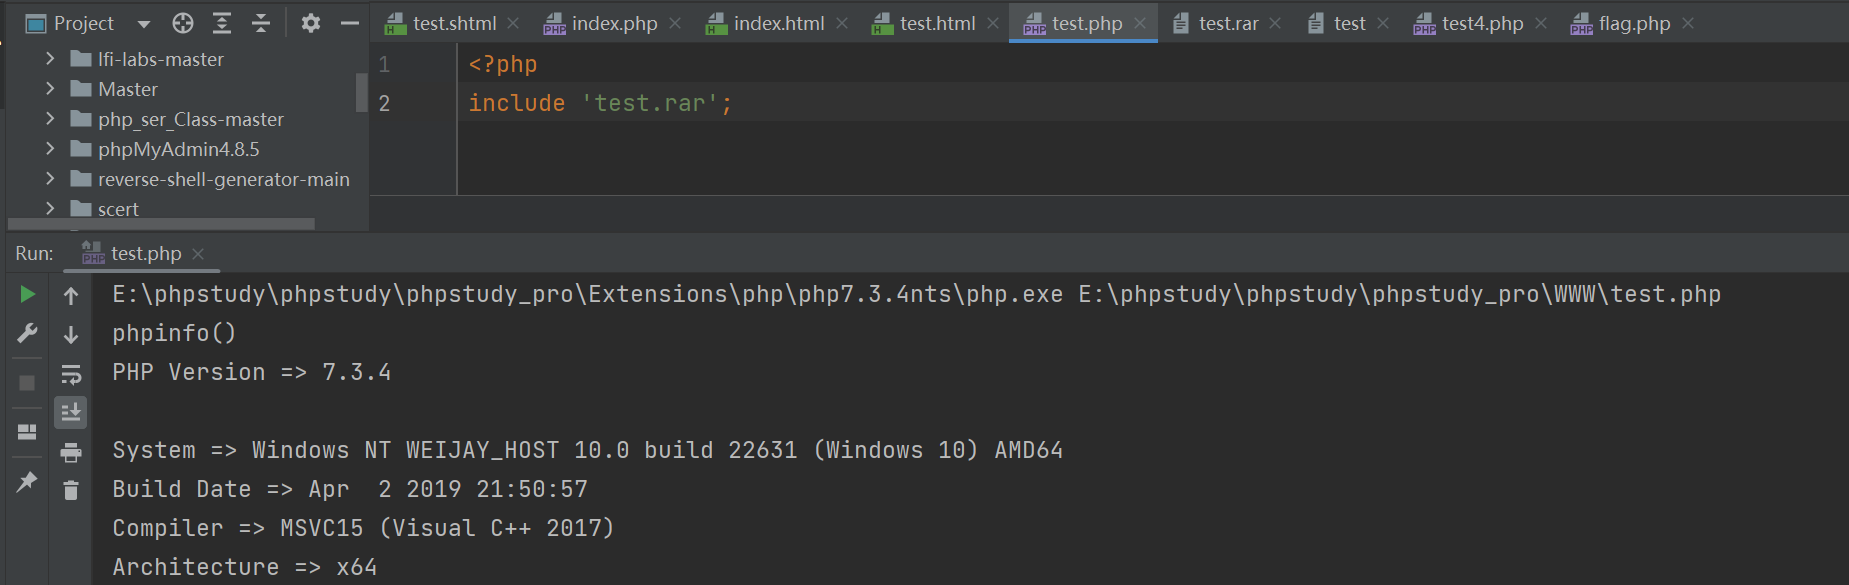 Project
test.shtml index.php index.html test.html test.php test.rar test test4.php flag.php
lfi-labs-master
Master
php_ser_Class-master
phpMyAdmin4.8.5
reverse-shell-generator-main
scert
1 <?php
2 include 'test.rar';
Run: test.php
E:\phpstudy\phpstudy\phpstudy_pro\Extensions\php\php7.3.4nts\php.exe E:\phpstudy\phpstudy\phpstudy_pro\WWW\test.php
phpinfo()
PHP Version => 7.3.4
System => Windows NT WEIJAY_HOST 10.0 build 22631 (Windows 10) AMD64
Build Date => Apr  2 2019 21:50:57
Compiler => MSVC15 (Visual C++ 2017)
Architecture => x64